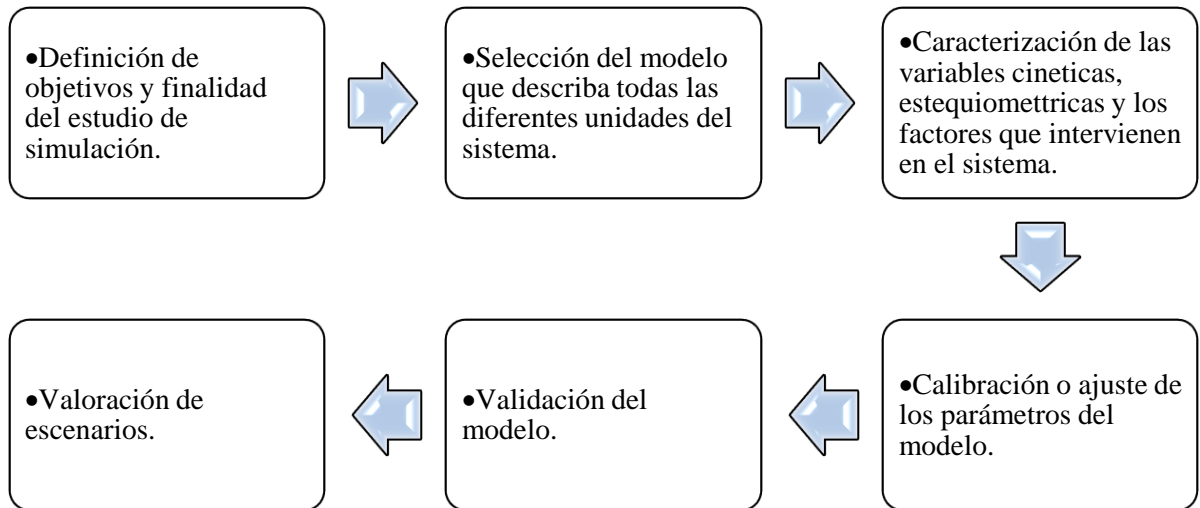 •Definición de
objetivos y finalidad
del estudio de
simulación.
•Selección del modelo
que describa todas las
diferentes unidades del
sistema.
•Caracterización de las
variables cineticas,
estequiomettricas y los
factores que intervienen
en el sistema.
•Calibración o ajuste de
los parámetros del
modelo.
•Validación del
modelo.
•Valoración de
escenarios.